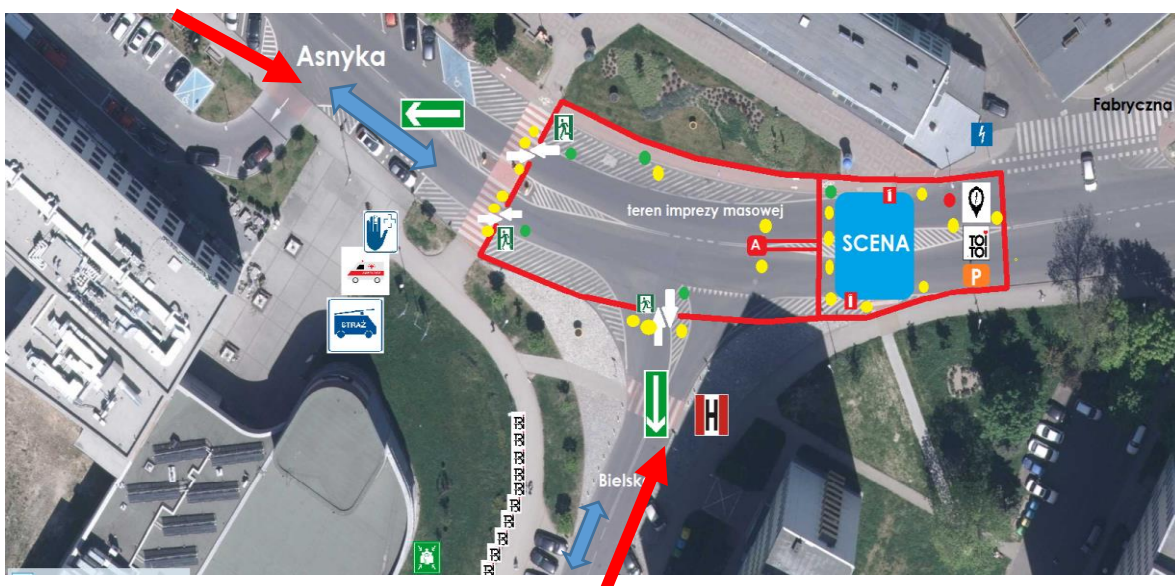 Asnyka
Fabryczna
teren imprezy masowej
A
SCENA
TOI
TOI
P
STRAŻ
H
Bielsk